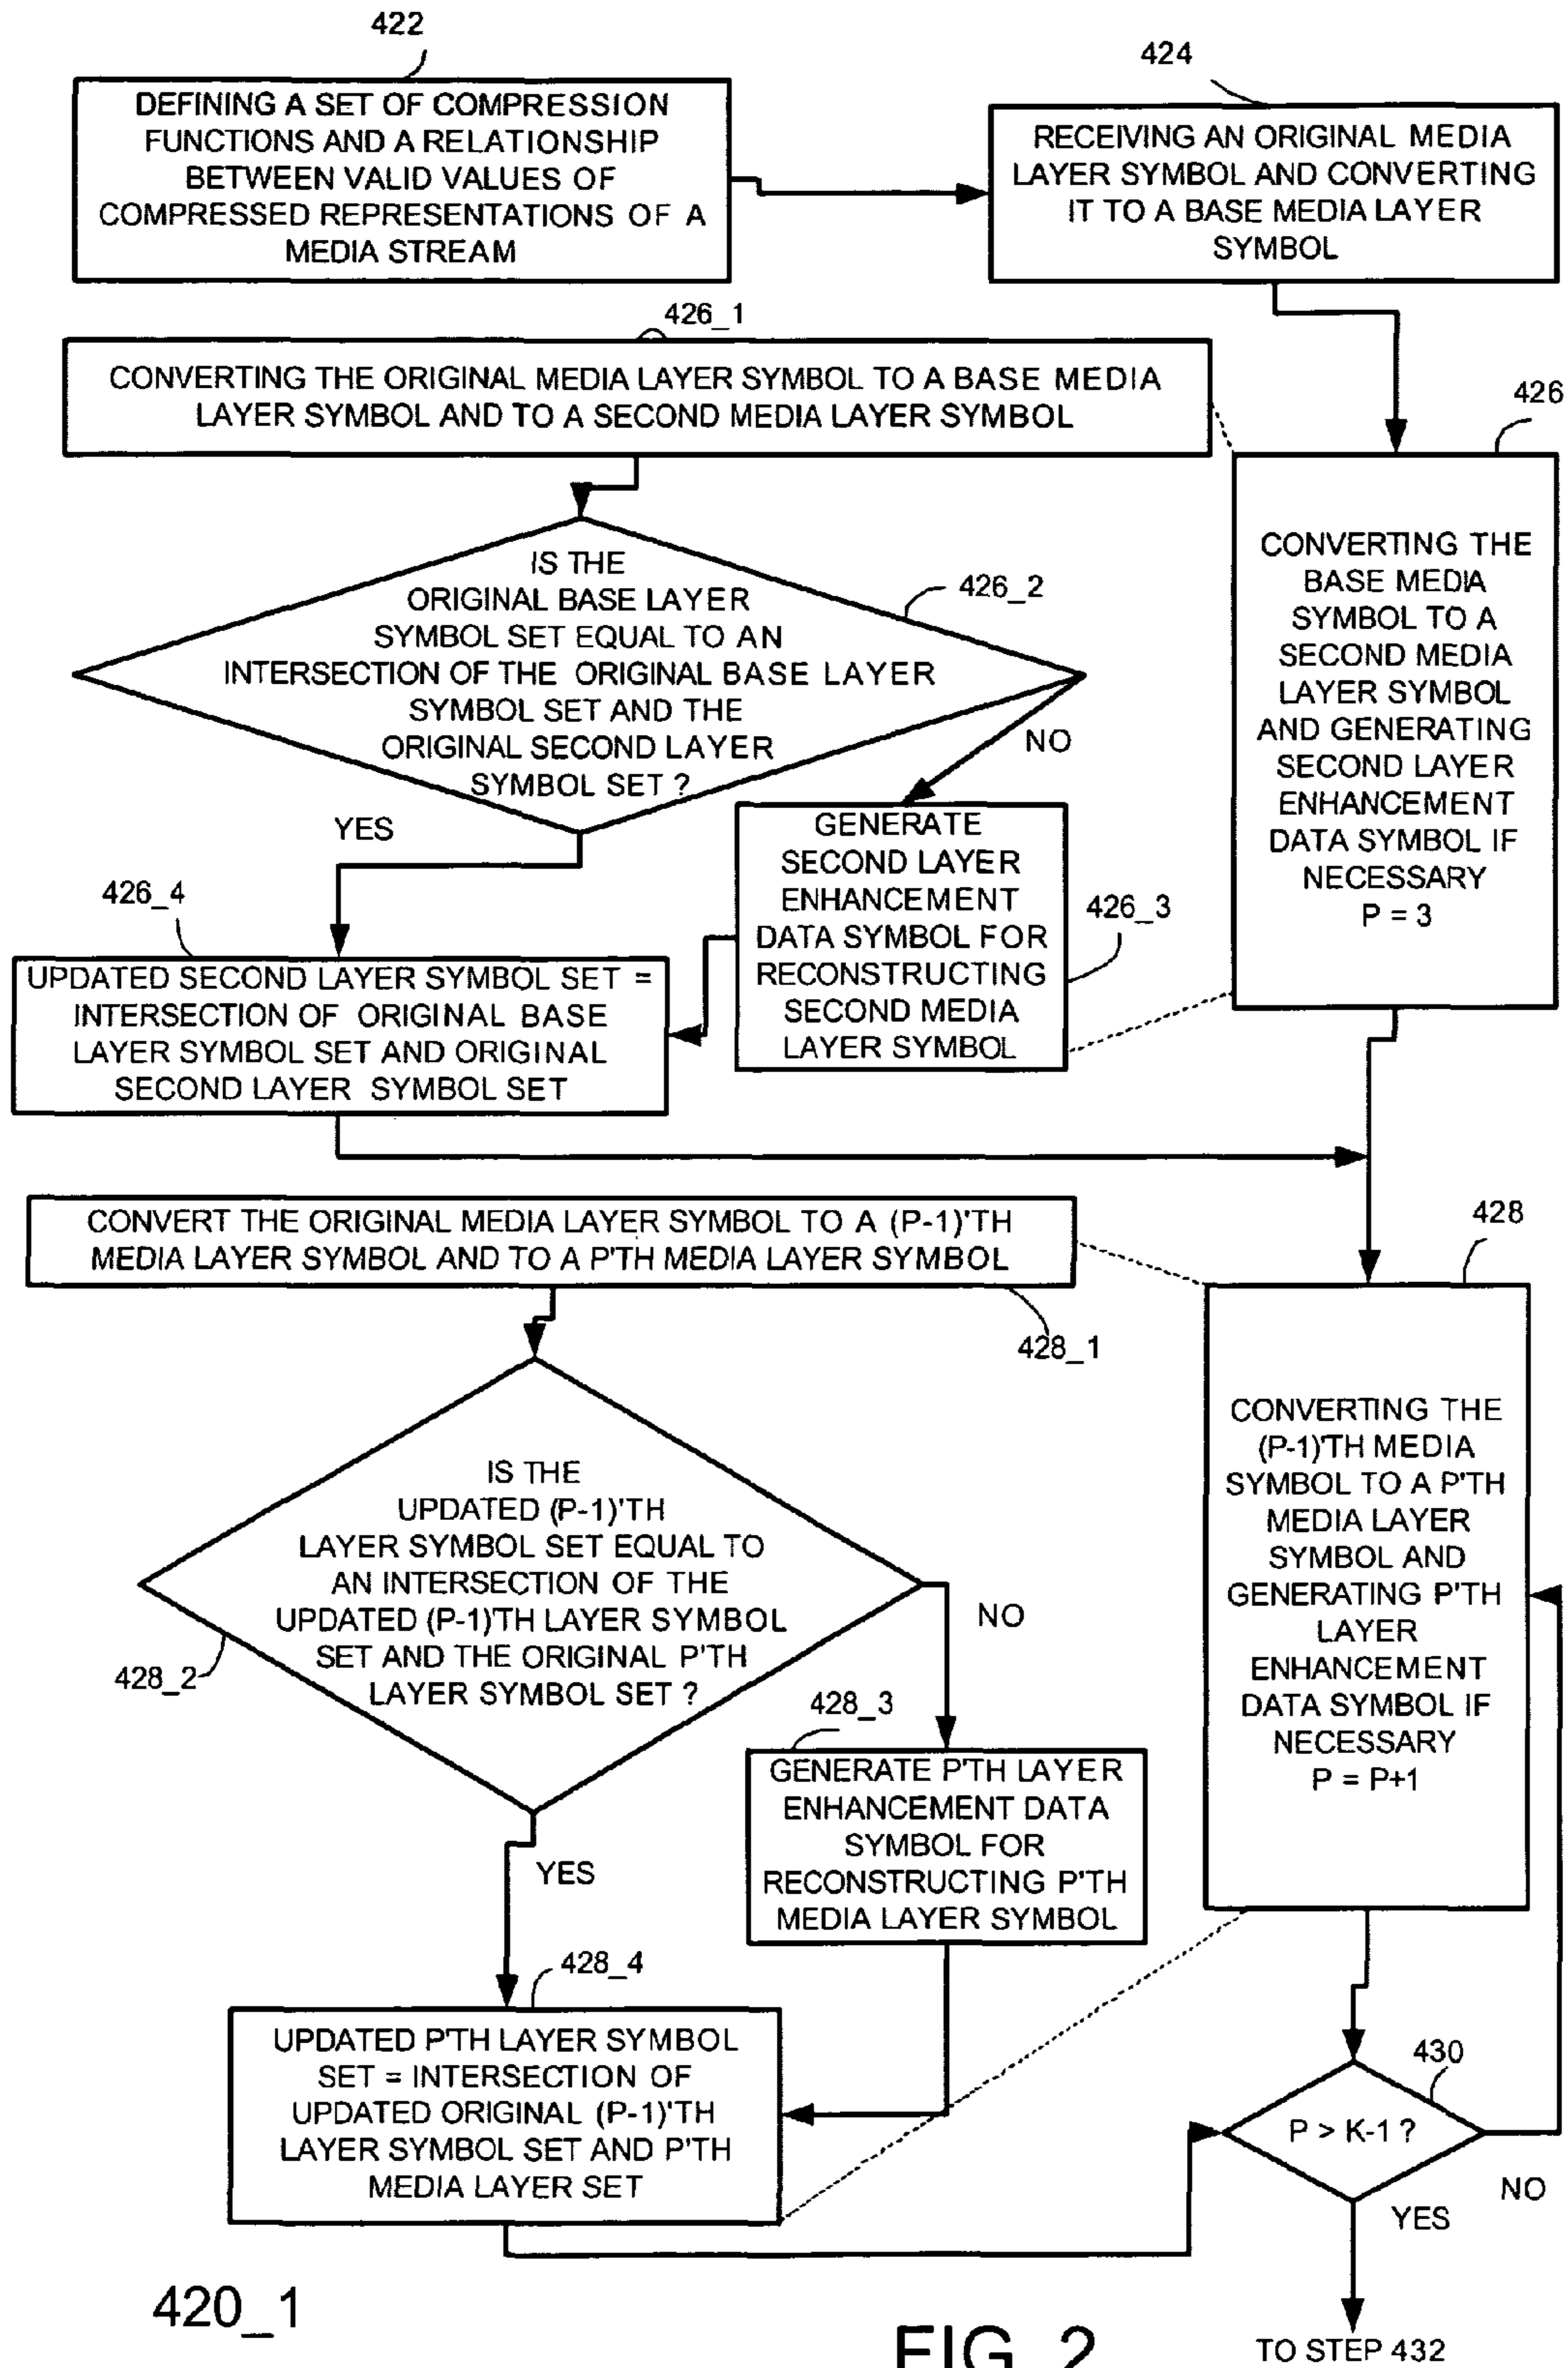 422
DEFINING A SET OF COMPRESSION
FUNCTIONS AND A RELATIONSHIP
BETWEEN VALID VALUES OF
COMPRESSED REPRESENTATIONS OF A
MEDIA STREAM
424
RECEIVING AN ORIGINAL MEDIA
LAYER SYMBOL AND CONVERTING
IT TO A BASE MEDIA LAYER
SYMBOL
426_1
CONVERTING THE ORIGINAL MEDIA LAYER SYMBOL TO A BASE MEDIA
LAYER SYMBOL AND TO A SECOND MEDIA LAYER SYMBOL
426
CONVERTING THE
BASE MEDIA
SYMBOL TO A
SECOND MEDIA
LAYER SYMBOL
AND GENERATING
SECOND LAYER
ENHANCEMENT
DATA SYMBOL IF
NECESSARY
P = 3
IS THE
ORIGINAL BASE LAYER
SYMBOL SET EQUAL TO AN
INTERSECTION OF THE ORIGINAL BASE LAYER
SYMBOL SET AND THE
ORIGINAL SECOND LAYER
SYMBOL SET ?
426_2
NO
YES
GENERATE
SECOND LAYER
ENHANCEMENT
DATA SYMBOL FOR
RECONSTRUCTING
SECOND MEDIA
LAYER SYMBOL
426_3
426_4
UPDATED SECOND LAYER SYMBOL SET =
INTERSECTION OF ORIGINAL BASE
LAYER SYMBOL SET AND ORIGINAL
SECOND LAYER SYMBOL SET
CONVERT THE ORIGINAL MEDIA LAYER SYMBOL TO A (P-1)'TH
MEDIA LAYER SYMBOL AND TO A P'TH MEDIA LAYER SYMBOL
428_1
428
CONVERTING THE
(P-1)'TH MEDIA
SYMBOL TO A P'TH
MEDIA LAYER
SYMBOL AND
GENERATING P'TH
LAYER
ENHANCEMENT
DATA SYMBOL IF
NECESSARY
P = P+1
IS THE
UPDATED (P-1)'TH
LAYER SYMBOL SET EQUAL TO
AN INTERSECTION OF THE
UPDATED (P-1)'TH LAYER SYMBOL
SET AND THE ORIGINAL P'TH
LAYER SYMBOL SET ?
428_2
NO
YES
428_3
GENERATE P'TH LAYER
ENHANCEMENT DATA
SYMBOL FOR
RECONSTRUCTING P'TH
MEDIA LAYER SYMBOL
428_4
UPDATED P'TH LAYER SYMBOL
SET = INTERSECTION OF
UPDATED ORIGINAL (P-1)'TH
LAYER SYMBOL SET AND P'TH
MEDIA LAYER SET
430
P > K-1 ?
NO
YES
TO STEP 432
420_1
FIG. 2